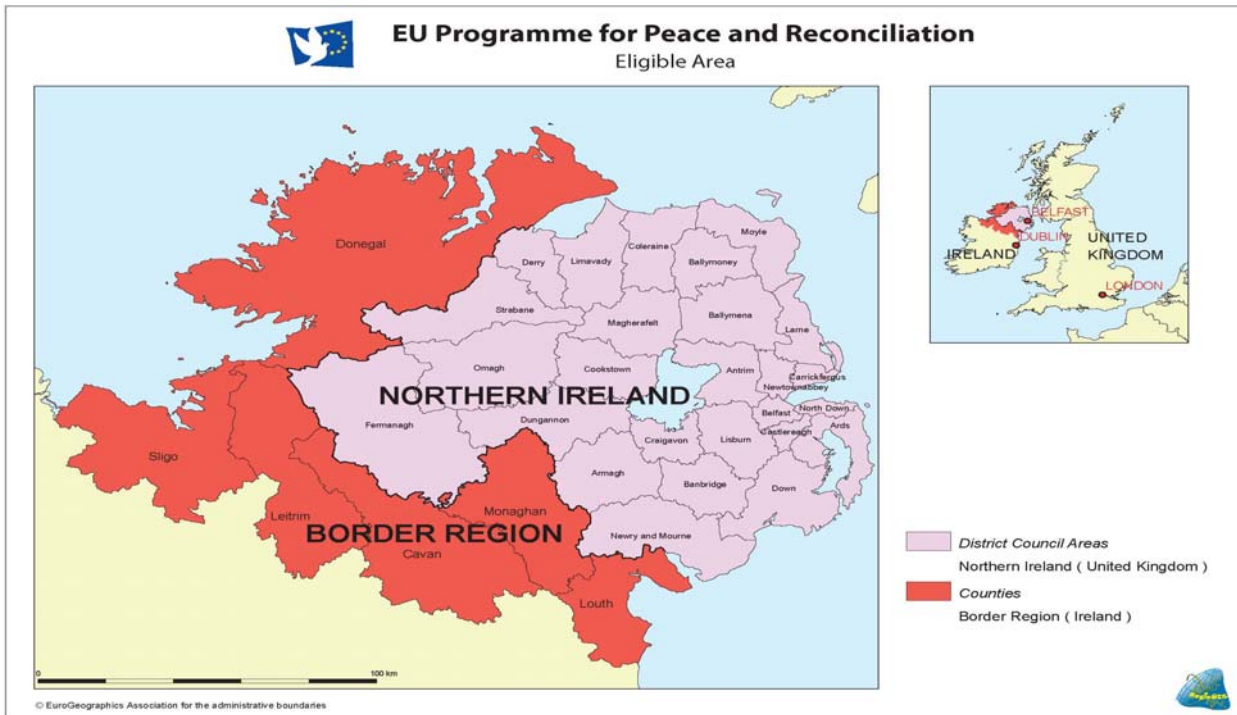 EU Programme for Peace and Reconciliation
Eligible Area
Donegal
Derry
Limavady
Coleraine
Ballymoney
Moyle
Strabane
Magherafelt
Ballymena
Larne
Omagh
Cookstown
Antrim
Carrickfergus
Newtownabbey
NORTHERN IRELAND
Fermanagh
Dungannon
Belfast
North Down
Castlereagh
Ards
Craigavon
Lisburn
Sligo
Armagh
Banbridge
Down
Leitrim
Monaghan
BORDER REGION
Cavan
Newry and Mourne
Louth
0
100 km
BELFAST
DUBLIN
IRELAND
UNITED
KINGDOM
LONDON
District Council Areas
Northern Ireland ( United Kingdom )
Counties
Border Region ( Ireland )
© EuroGeographics Association for the administrative boundaries